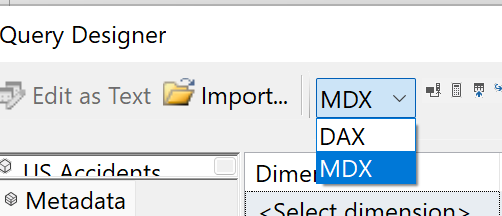 Query Designer
Edit as Text Import... MDX
DAX
MDX
US Accidents
Metadata
Dimen
<Select dimension>